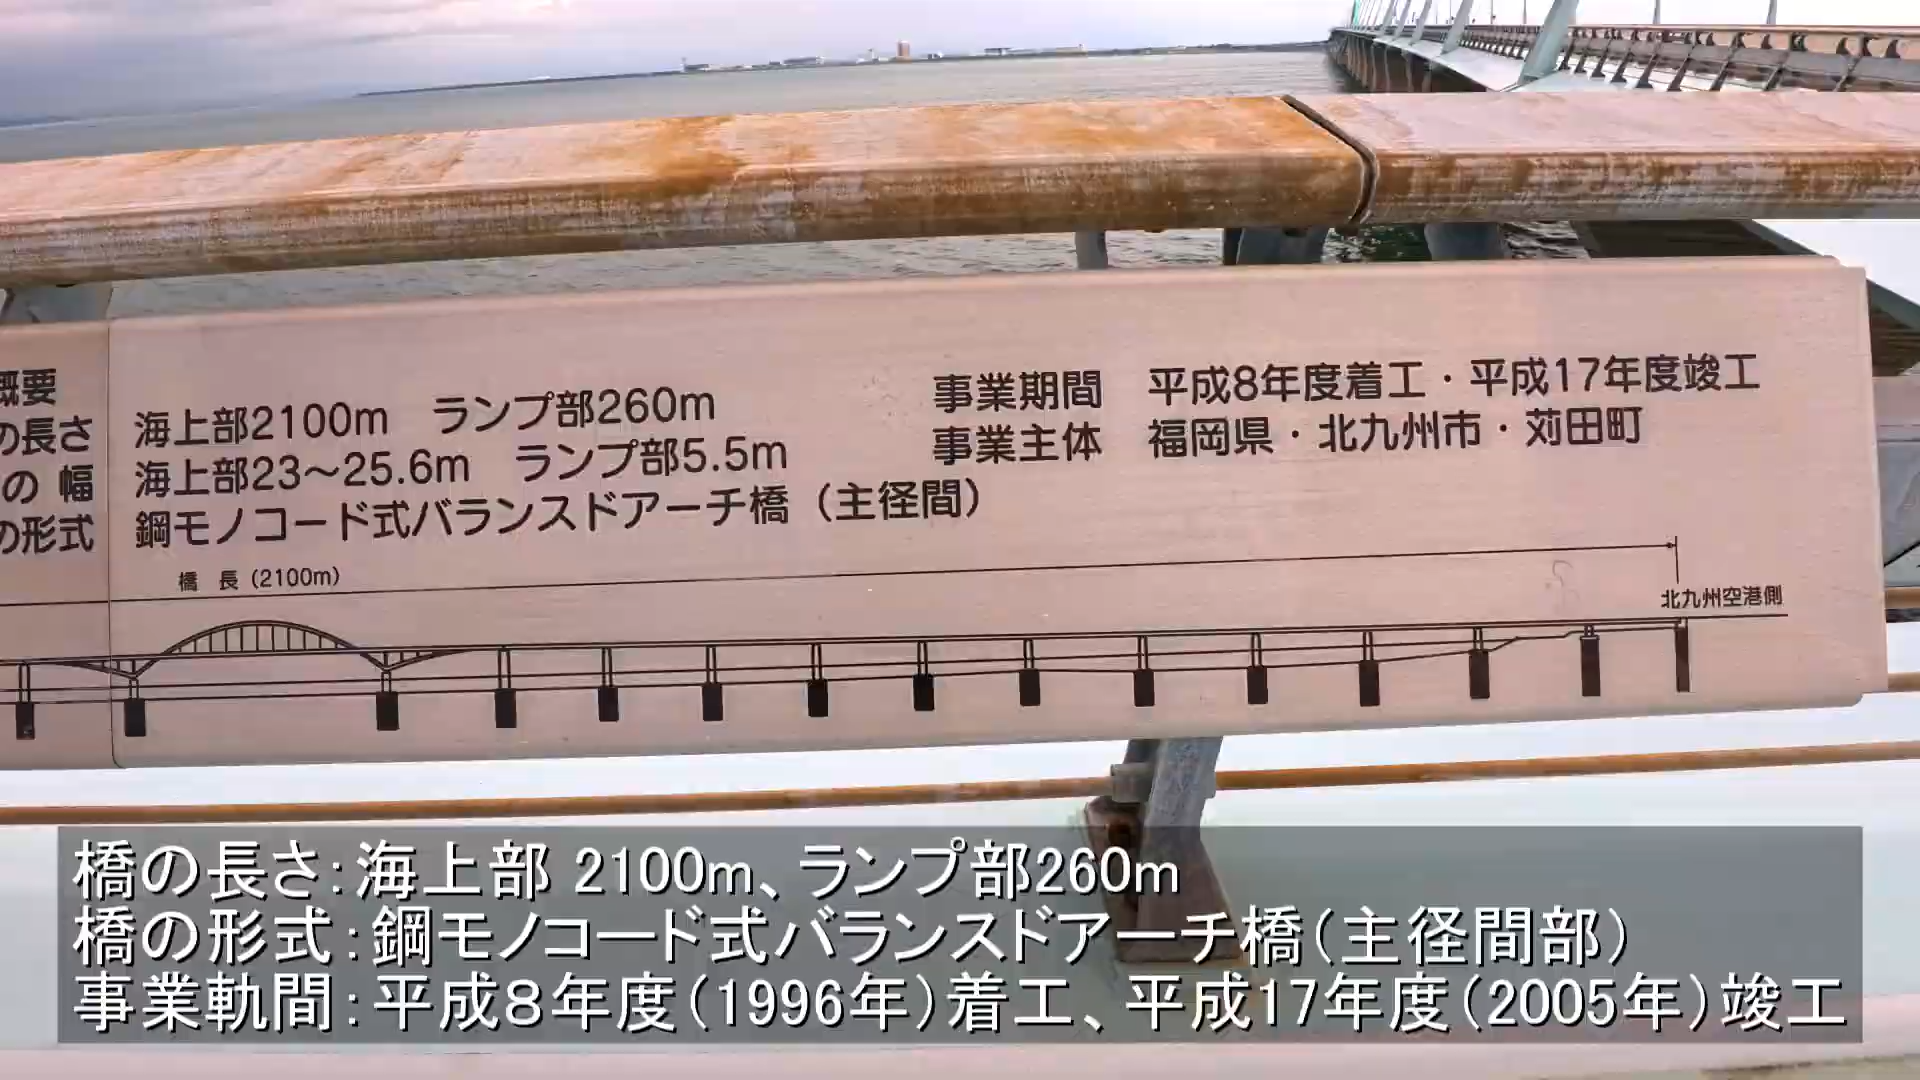 概要
の長さ 海上部2100m ランプ部260m
の 幅 海上部23～25.6m ランプ部5.5m
の形式 鋼モノコード式バランスドアーチ橋（主径間）
事業期間 平成8年度着工・平成17年度竣工
事業主体 福岡県・北九州市・苅田町
橋 長（2100m）
北九州空港側
橋の長さ：海上部 2100m、ランプ部260m
橋の形式：鋼モノコード式バランスドアーチ橋（主径間部）
事業軌間：平成８年度（1996年）着工、平成17年度（2005年）竣工